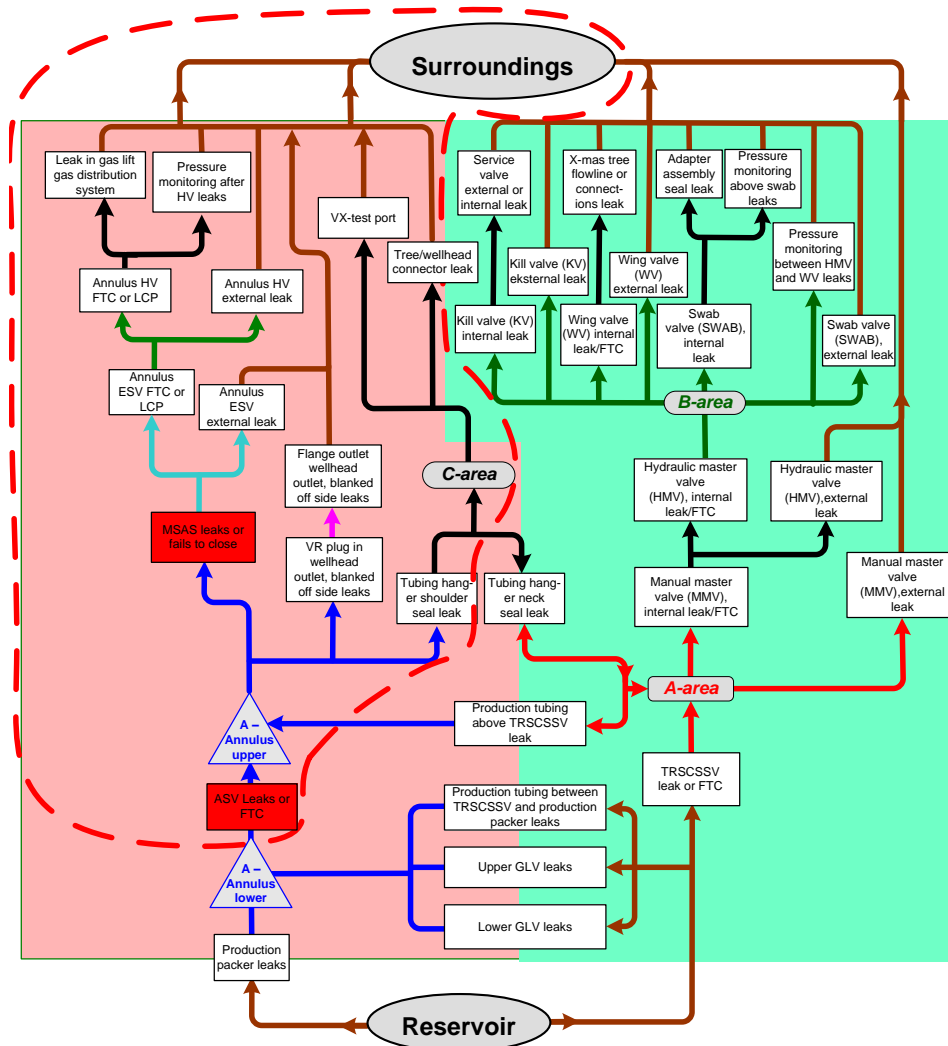 Surroundings
Leak in gas lift
gas distribution
system
Pressure
monitoring after
HV leaks
VX-test port
Tree/wellhead
connector leak
Service
valve
external or
internal leak
X-mas tree
flowline or
connect-
ions leak
Adapter
assembly
seal leak
Pressure
monitoring
above swab
leaks
Pressure
monitoring
between HMV
and WV leaks
Annulus HV
FTC or LCP
Annulus HV
external leak
Kill valve (KV)
eksternal leak
Wing valve
(WV)
external leak
Kill valve (KV)
internal leak
Wing valve
(WV) internal
leak/FTC
Swab
valve (SWAB),
internal
leak
Swab valve
(SWAB),
external leak
Annulus
ESV FTC or
LCP
Annulus
ESV
external leak
B-area
Flange outlet
wellhead
outlet, blanked
off side leaks
C-area
Hydraulic master
valve
(HMV), internal
leak/FTC
Hydraulic master
valve
(HMV),external
leak
MSAS leaks or
fails to close
VR plug in
wellhead
outlet, blanked
off side leaks
Tubing hang-
er shoulder
seal leak
Tubing hang-
er neck
seal leak
Manual master
valve (MMV),
internal leak/FTC
Manual master
valve
(MMV),external
leak
A-area
A –
Annulus
upper
Production tubing
above TRSCSSV
leak
TRSCSSV
leak or FTC
ASV Leaks or
FTC
Production tubing between
TRSCSSV and production
packer leaks
A –
Annulus
lower
Upper GLV leaks
Lower GLV leaks
Production
packer leaks
Reservoir